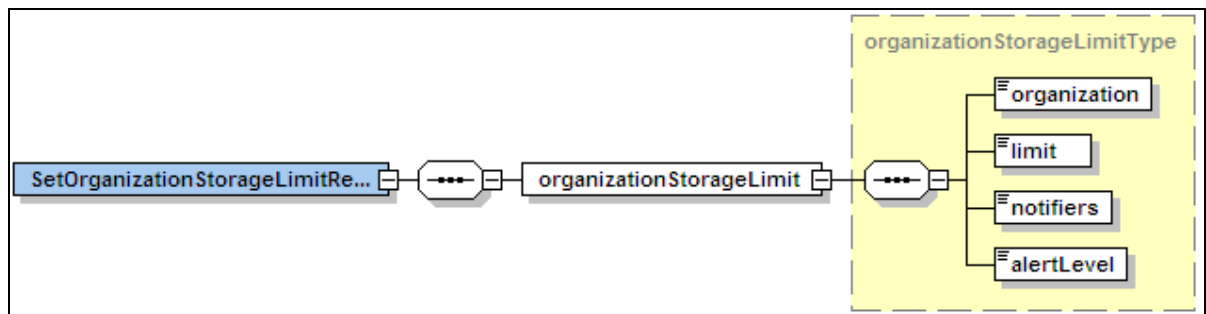 organizationStorageLimitType
organization
limit
SetOrganizationStorageLimitRe...
organizationStorageLimit
notifiers
alertLevel